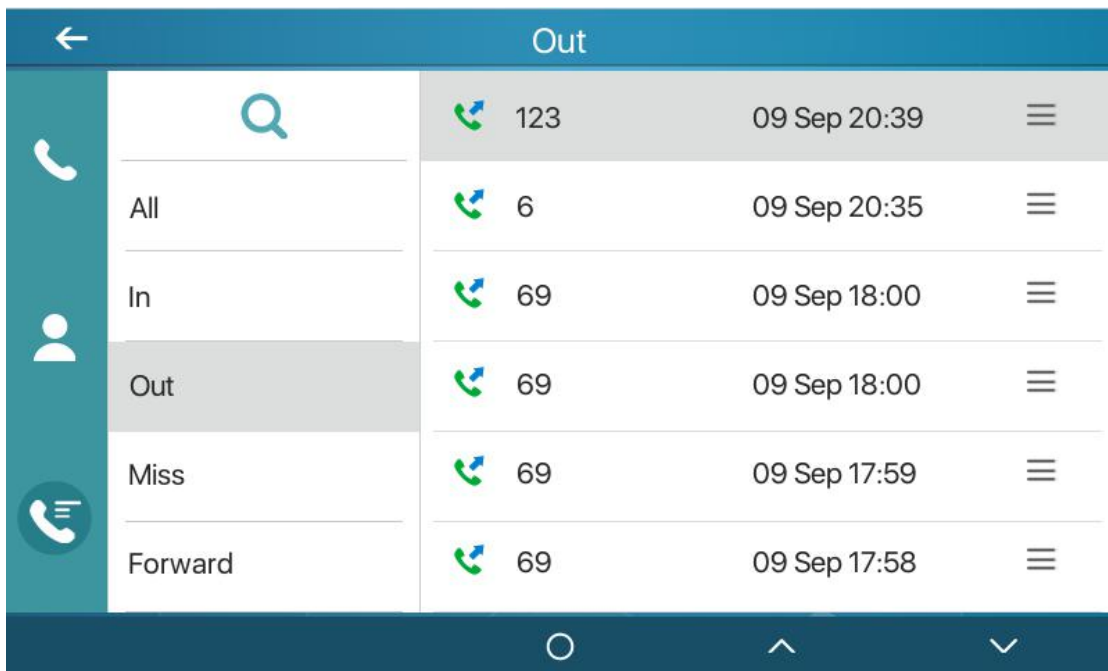 Out
123 09 Sep 20:39
All
6 09 Sep 20:35
In
69 09 Sep 18:00
Out
69 09 Sep 18:00
Miss
69 09 Sep 17:59
Forward
69 09 Sep 17:58